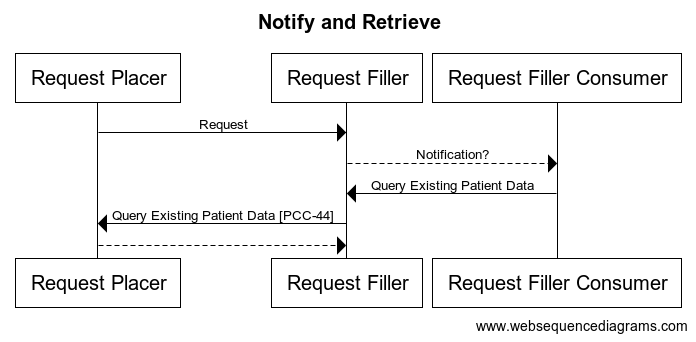 Notify and Retrieve
Request Placer
Request Filler
Request Filler Consumer
Request
Notification?
Query Existing Patient Data
Query Existing Patient Data [PCC-44]
Request Placer
Request Filler
Request Filler Consumer
www.websequencediagrams.com